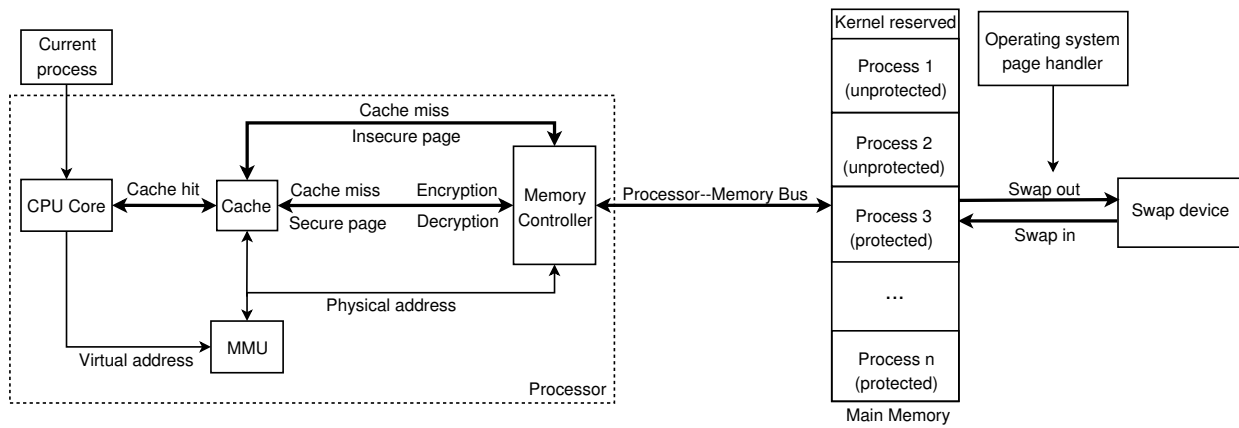 Current
process
Cache miss
Insecure page
CPU Core
Cache hit
Cache
Cache miss
Secure page
Encryption
Decryption
Memory
Controller
Physical address
Virtual address
MMU
Processor
Processor--Memory Bus
Kernel reserved
Process 1
(unprotected)
Process 2
(unprotected)
Process 3
(protected)
...
Process n
(protected)
Main Memory
Operating system
page handler
Swap out
Swap in
Swap device